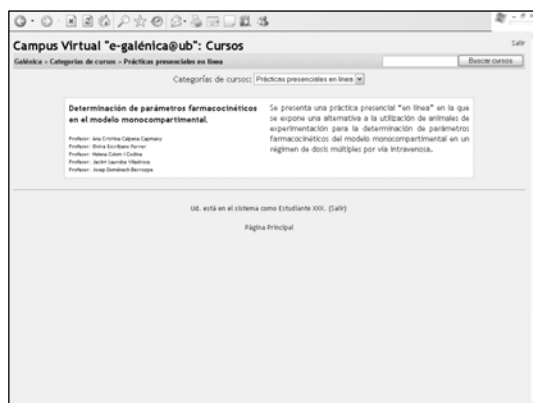 Campus Virtual "e-galénica@ub": Cursos
Salir
Galénica » Categorías de cursos » Prácticas presenciales en línea
Buscar cursos
Categorías de cursos: Prácticas presenciales en línea
Determinación de parámetros farmacocinéticos
en el modelo monocompartimental.
Profesor: Ana Cristina Calpena Capmany
Profesor: Elvira Escribano Ferrer
Profesor: Helena Colom i Codina
Profesor: Jacint
Profesor: Josep Domènech Berrozpe
Se presenta una práctica presencial "en línea" en la que
se expone una alternativa a la utilización de animales de
experimentación para la determinación de parámetros
farmacocinéticos del modelo monocompartimental en un
régimen de dosis múltiples por vía intravenosa.
Ud. está en el sistema como Estudiante XXX. (Salir)
Página Principal